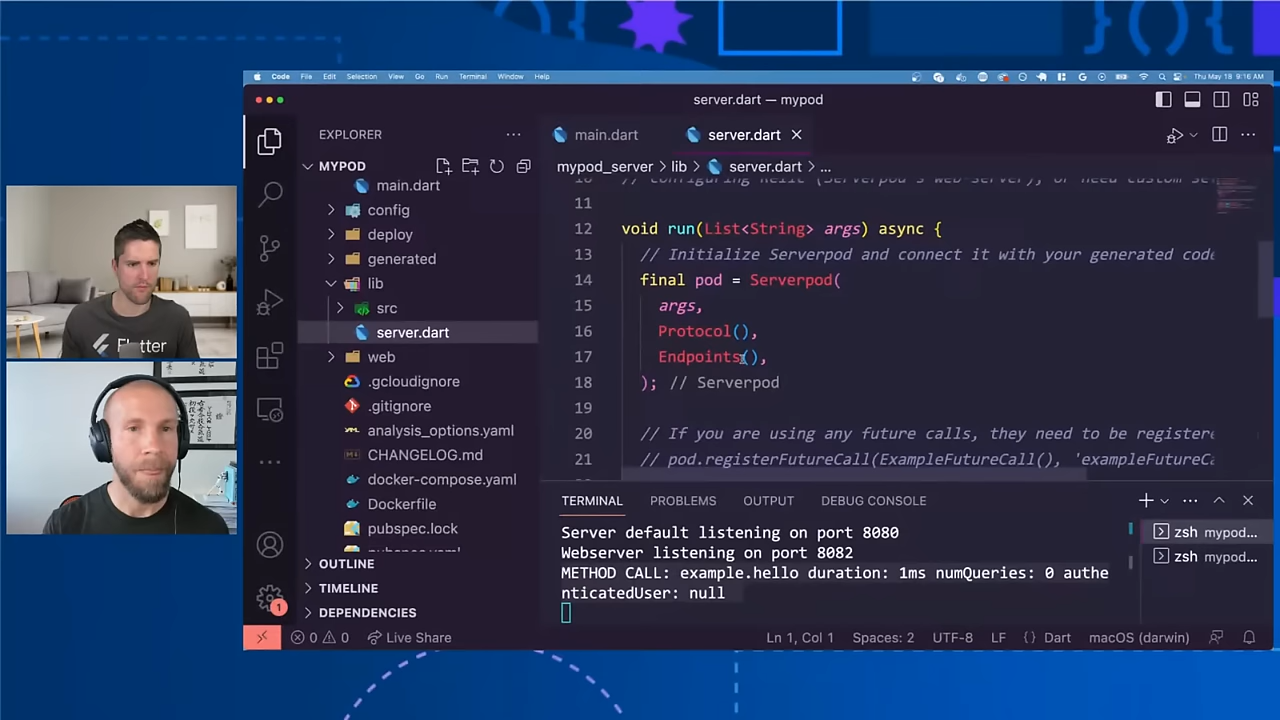 Code File Edit Selection View Go Run Terminal Window Help
Thu May 18 9:16 AM
server.dart — mypod
EXPLORER
MYPOD
main.dart
config
deploy
generated
lib
src
server.dart
web
.gcloudignore
.gitignore
analysis_options.yaml
CHANGELOG.md
docker-compose.yaml
Dockerfile
pubspec.lock
OUTLINE
TIMELINE
DEPENDENCIES
1
main.dart
server.dart
mypod_server > lib > server.dart > ...
11
12 void run(List<String> args) async {
13 // Initialize Serverpod and connect it with your generated code
14 final pod = Serverpod(
15 args,
16 Protocol(),
17 Endpoints(),
18 ); // Serverpod
19
20 // If you are using any future calls, they need to be registere
21 // pod.registerFutureCall(ExampleFutureCall(), 'exampleFutureCa
TERMINAL PROBLEMS OUTPUT DEBUG CONSOLE
Server default listening on port 8080
Webserver listening on port 8082
METHOD CALL: example.hello duration: 1ms numQueries: 0 authe
nticatedUser: null
zsh mypod...
zsh mypod...
0 0 Live Share
Ln 1, Col 1 Spaces: 2 UTF-8 LF {} Dart macOS (darwin)